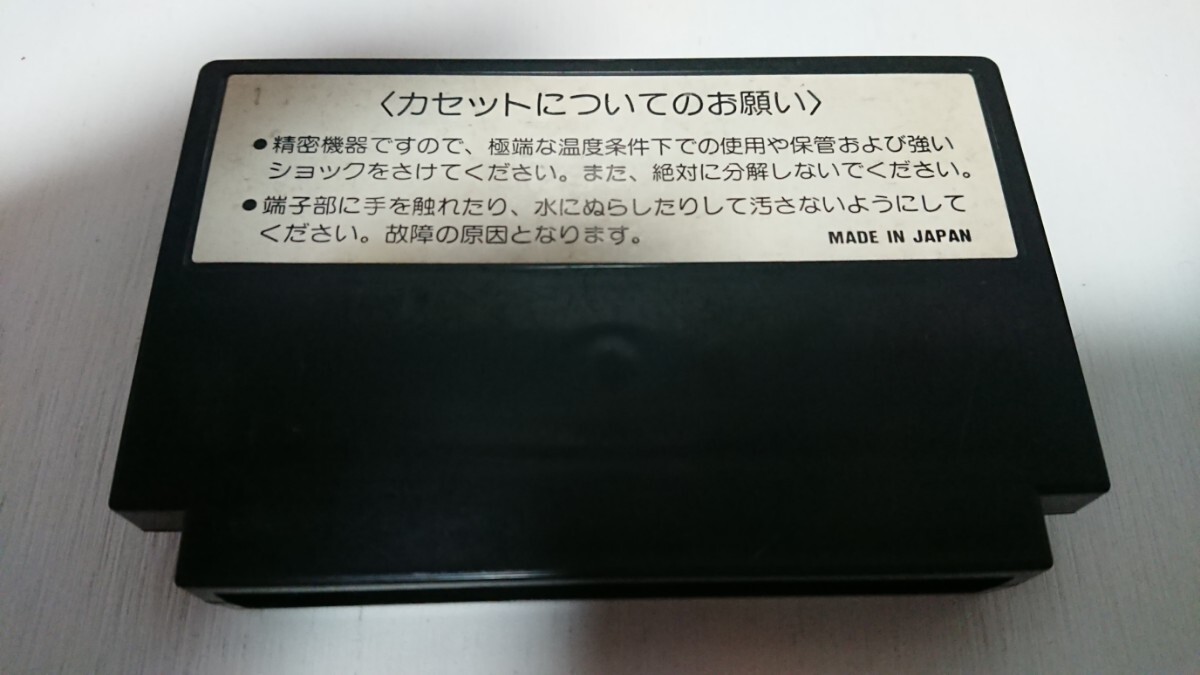 〈カセットについてのお願い〉
●精密機器ですので、極端な温度条件下での使用や保管および強い
ショックをさけてください。また、絶対に分解しないでください。
●端子部に手を触れたり、水にぬらしたりして汚さないようにして
ください。故障の原因となります。
MADE IN JAPAN